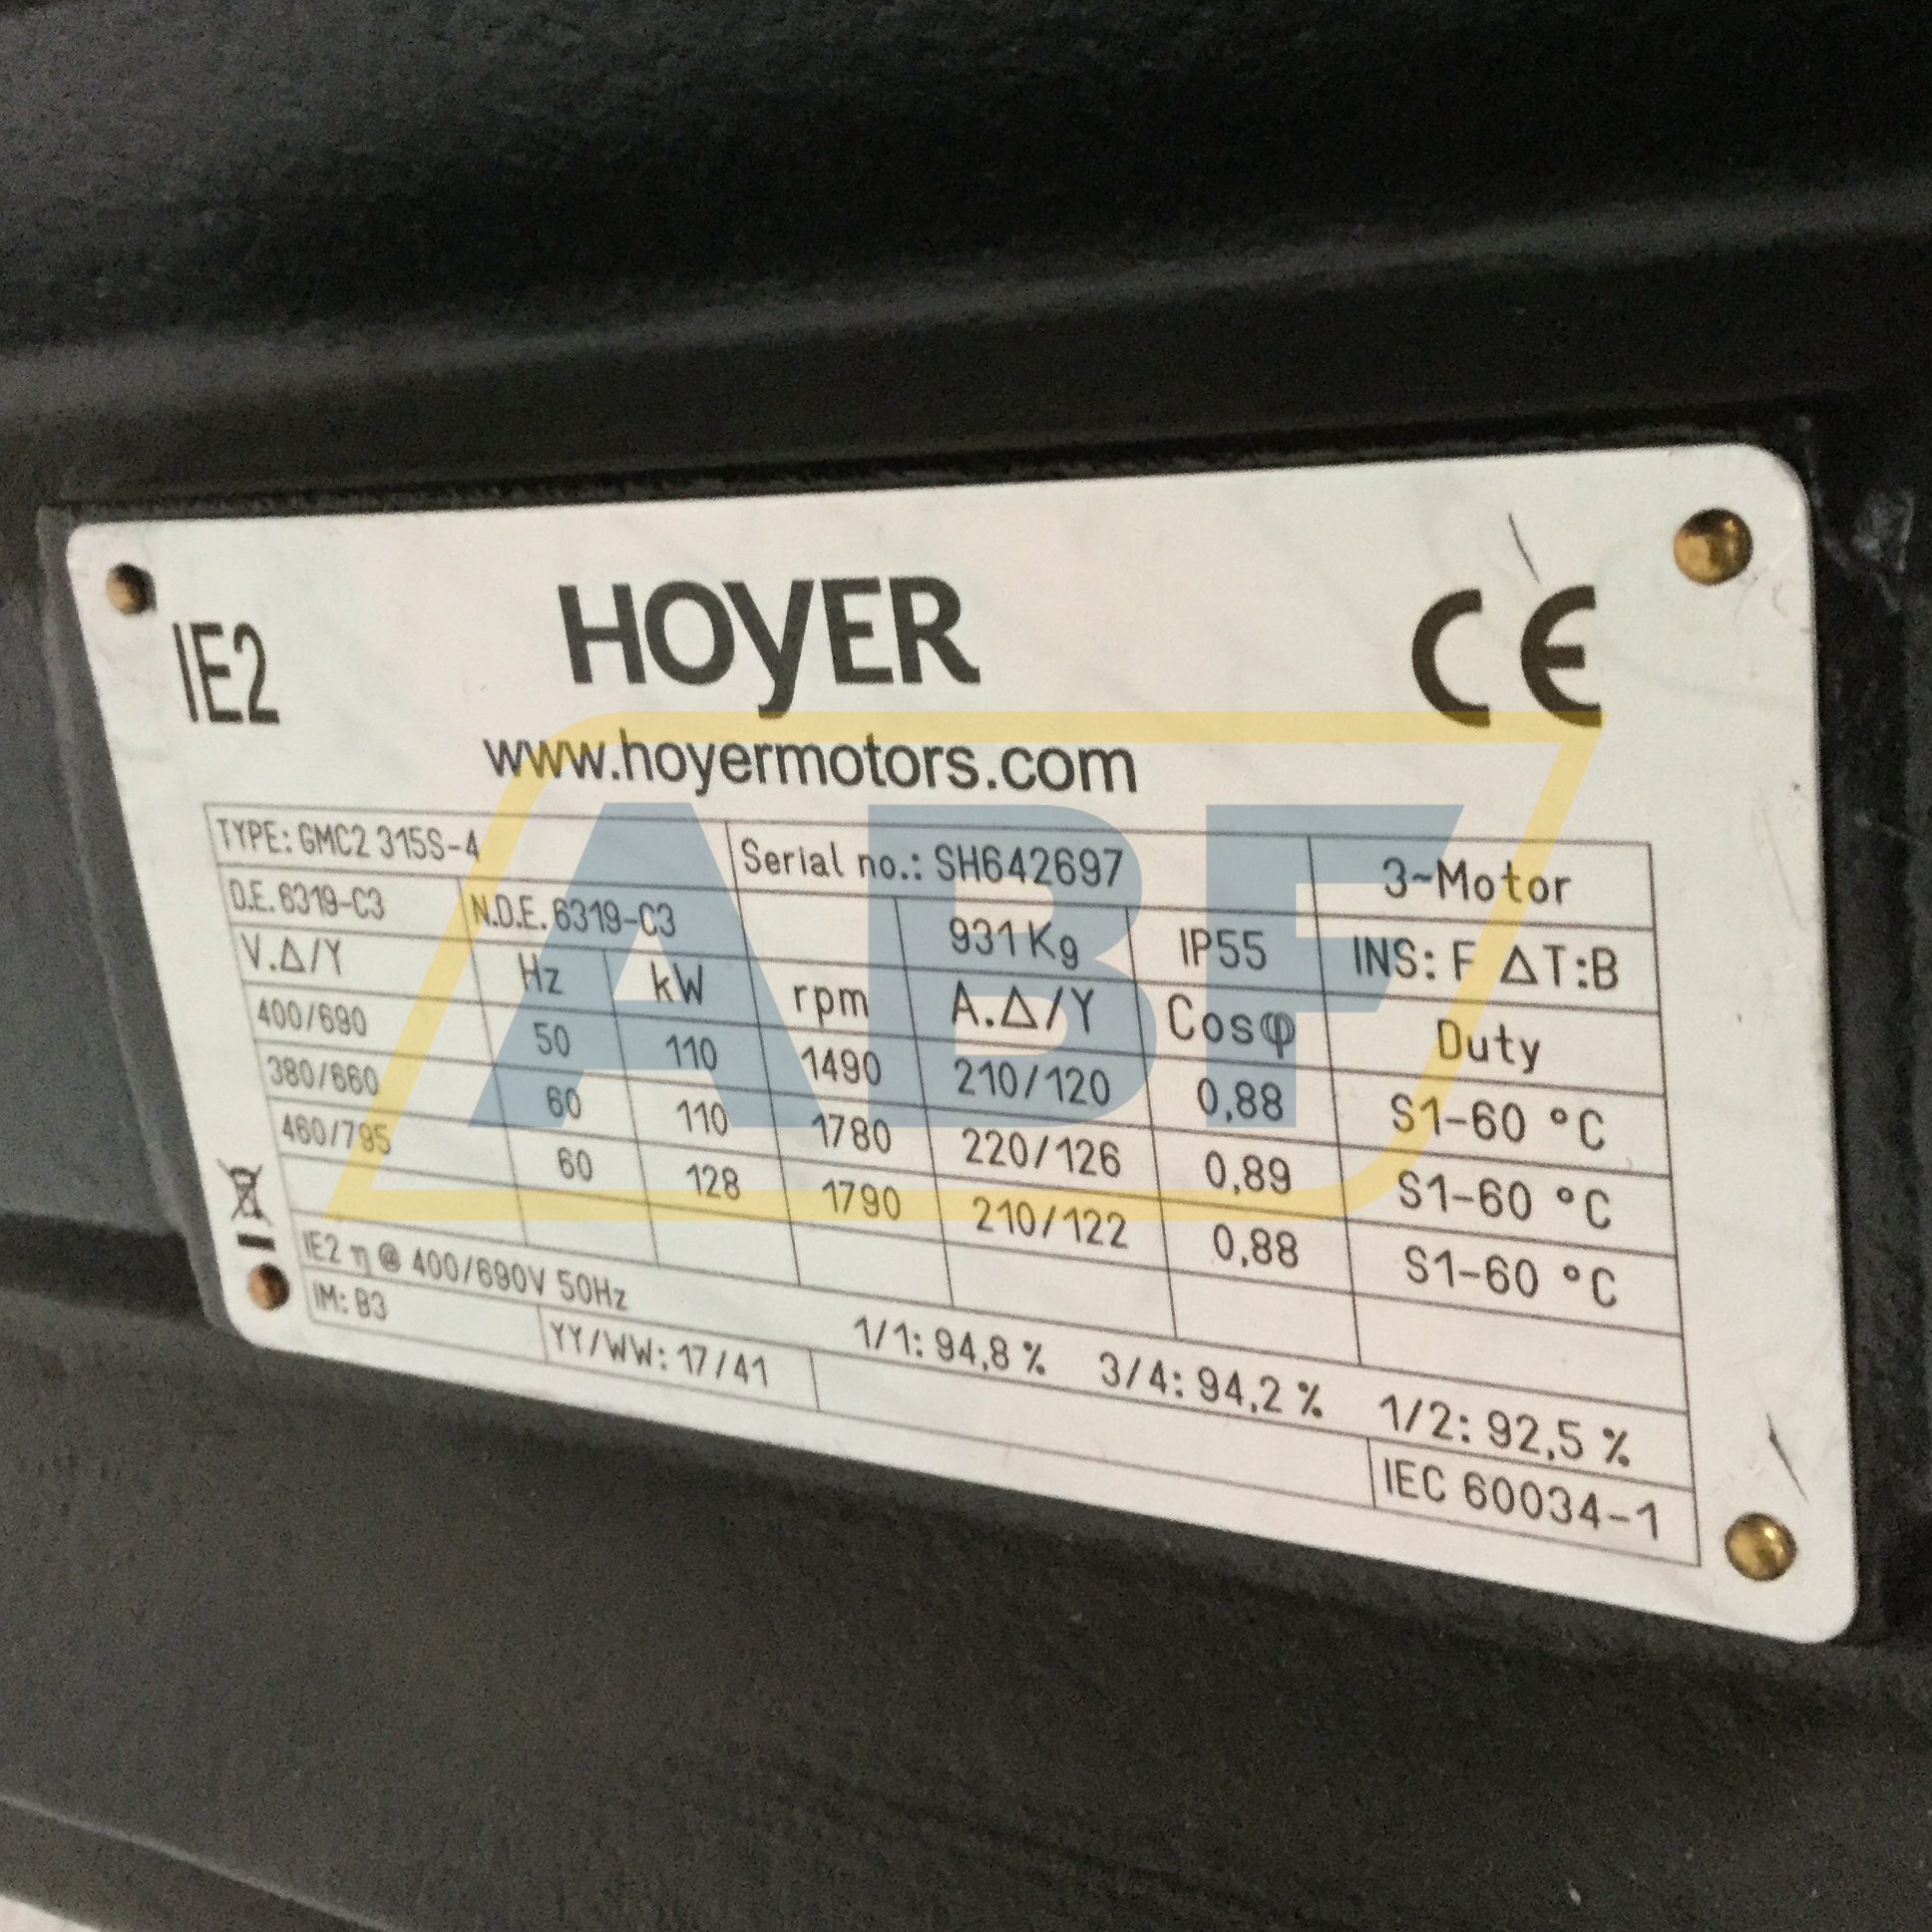 IE2
HOYER
CE
www.hoyermotors.com
TYPE: GMC2 315S-4 Serial no.: SH642697 3~Motor
D.E. 6319-C3 N.D.E. 6319-C3 931Kg IP55 INS: F ΔT:B
V.Δ/Y Hz kW rpm A.Δ/Y Cosφ Duty
400/690 50 110 1490 210/120 0,88 S1-60 °C
380/660 60 110 1780 220/126 0,89 S1-60 °C
460/795 60 128 1790 210/122 0,88 S1-60 °C
IE2 η @ 400/690V 50Hz 1/1: 94,8 % 3/4: 94,2 % 1/2: 92,5 %
IM: B3 YY/WW: 17/41 IEC 60034-1
ABF